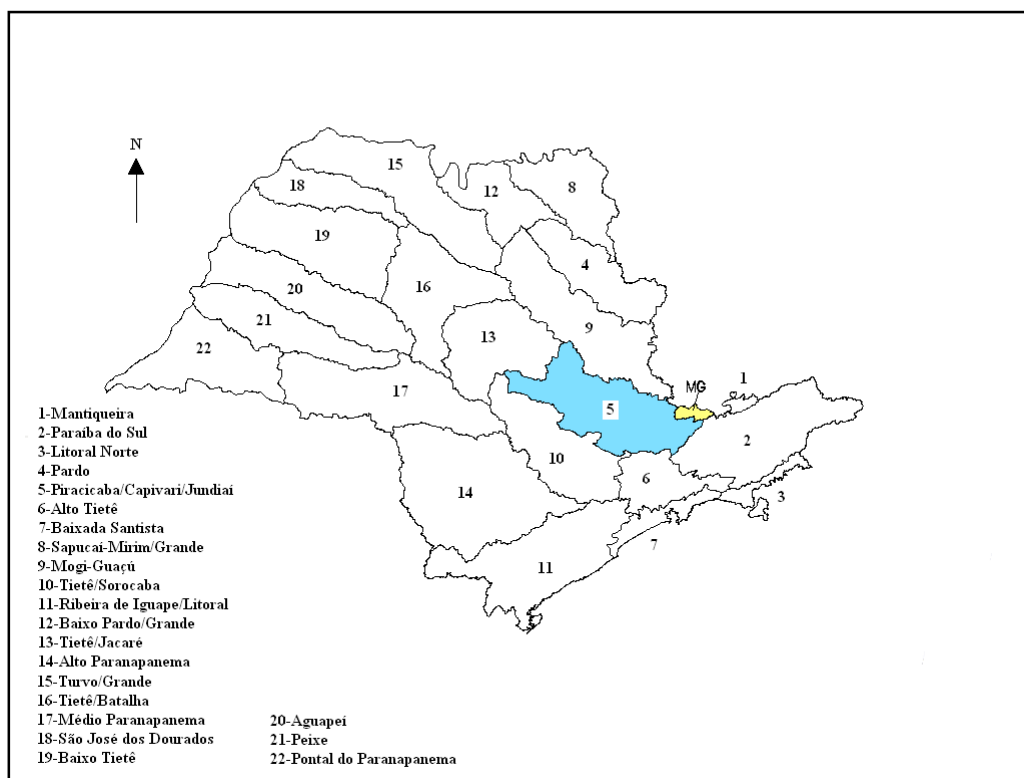 N
15
18
12
8
19
4
20
16
21
9
13
22
1
MG
17
5
2
10
6
14
3
7
11
1-Mantiqueira
2-Paraíba do Sul
3-Litoral Norte
4-Pardo
5-Piracicaba/Capivari/Jundiaí
6-Alto Tietê
7-Baixada Santista
8-Sapucaí-Mirim/Grande
9-Mogi-Guaçú
10-Tietê/Sorocaba
11-Ribeira de Iguape/Litoral
12-Baixo Pardo/Grande
13-Tietê/Jacaré
14-Alto Paranapanema
15-Turvo/Grande
16-Tietê/Batalha
17-Médio Paranapanema
18-São José dos Dourados
19-Baixo Tietê
20-Aguapeí
21-Peixe
22-Pontal do Paranapanema